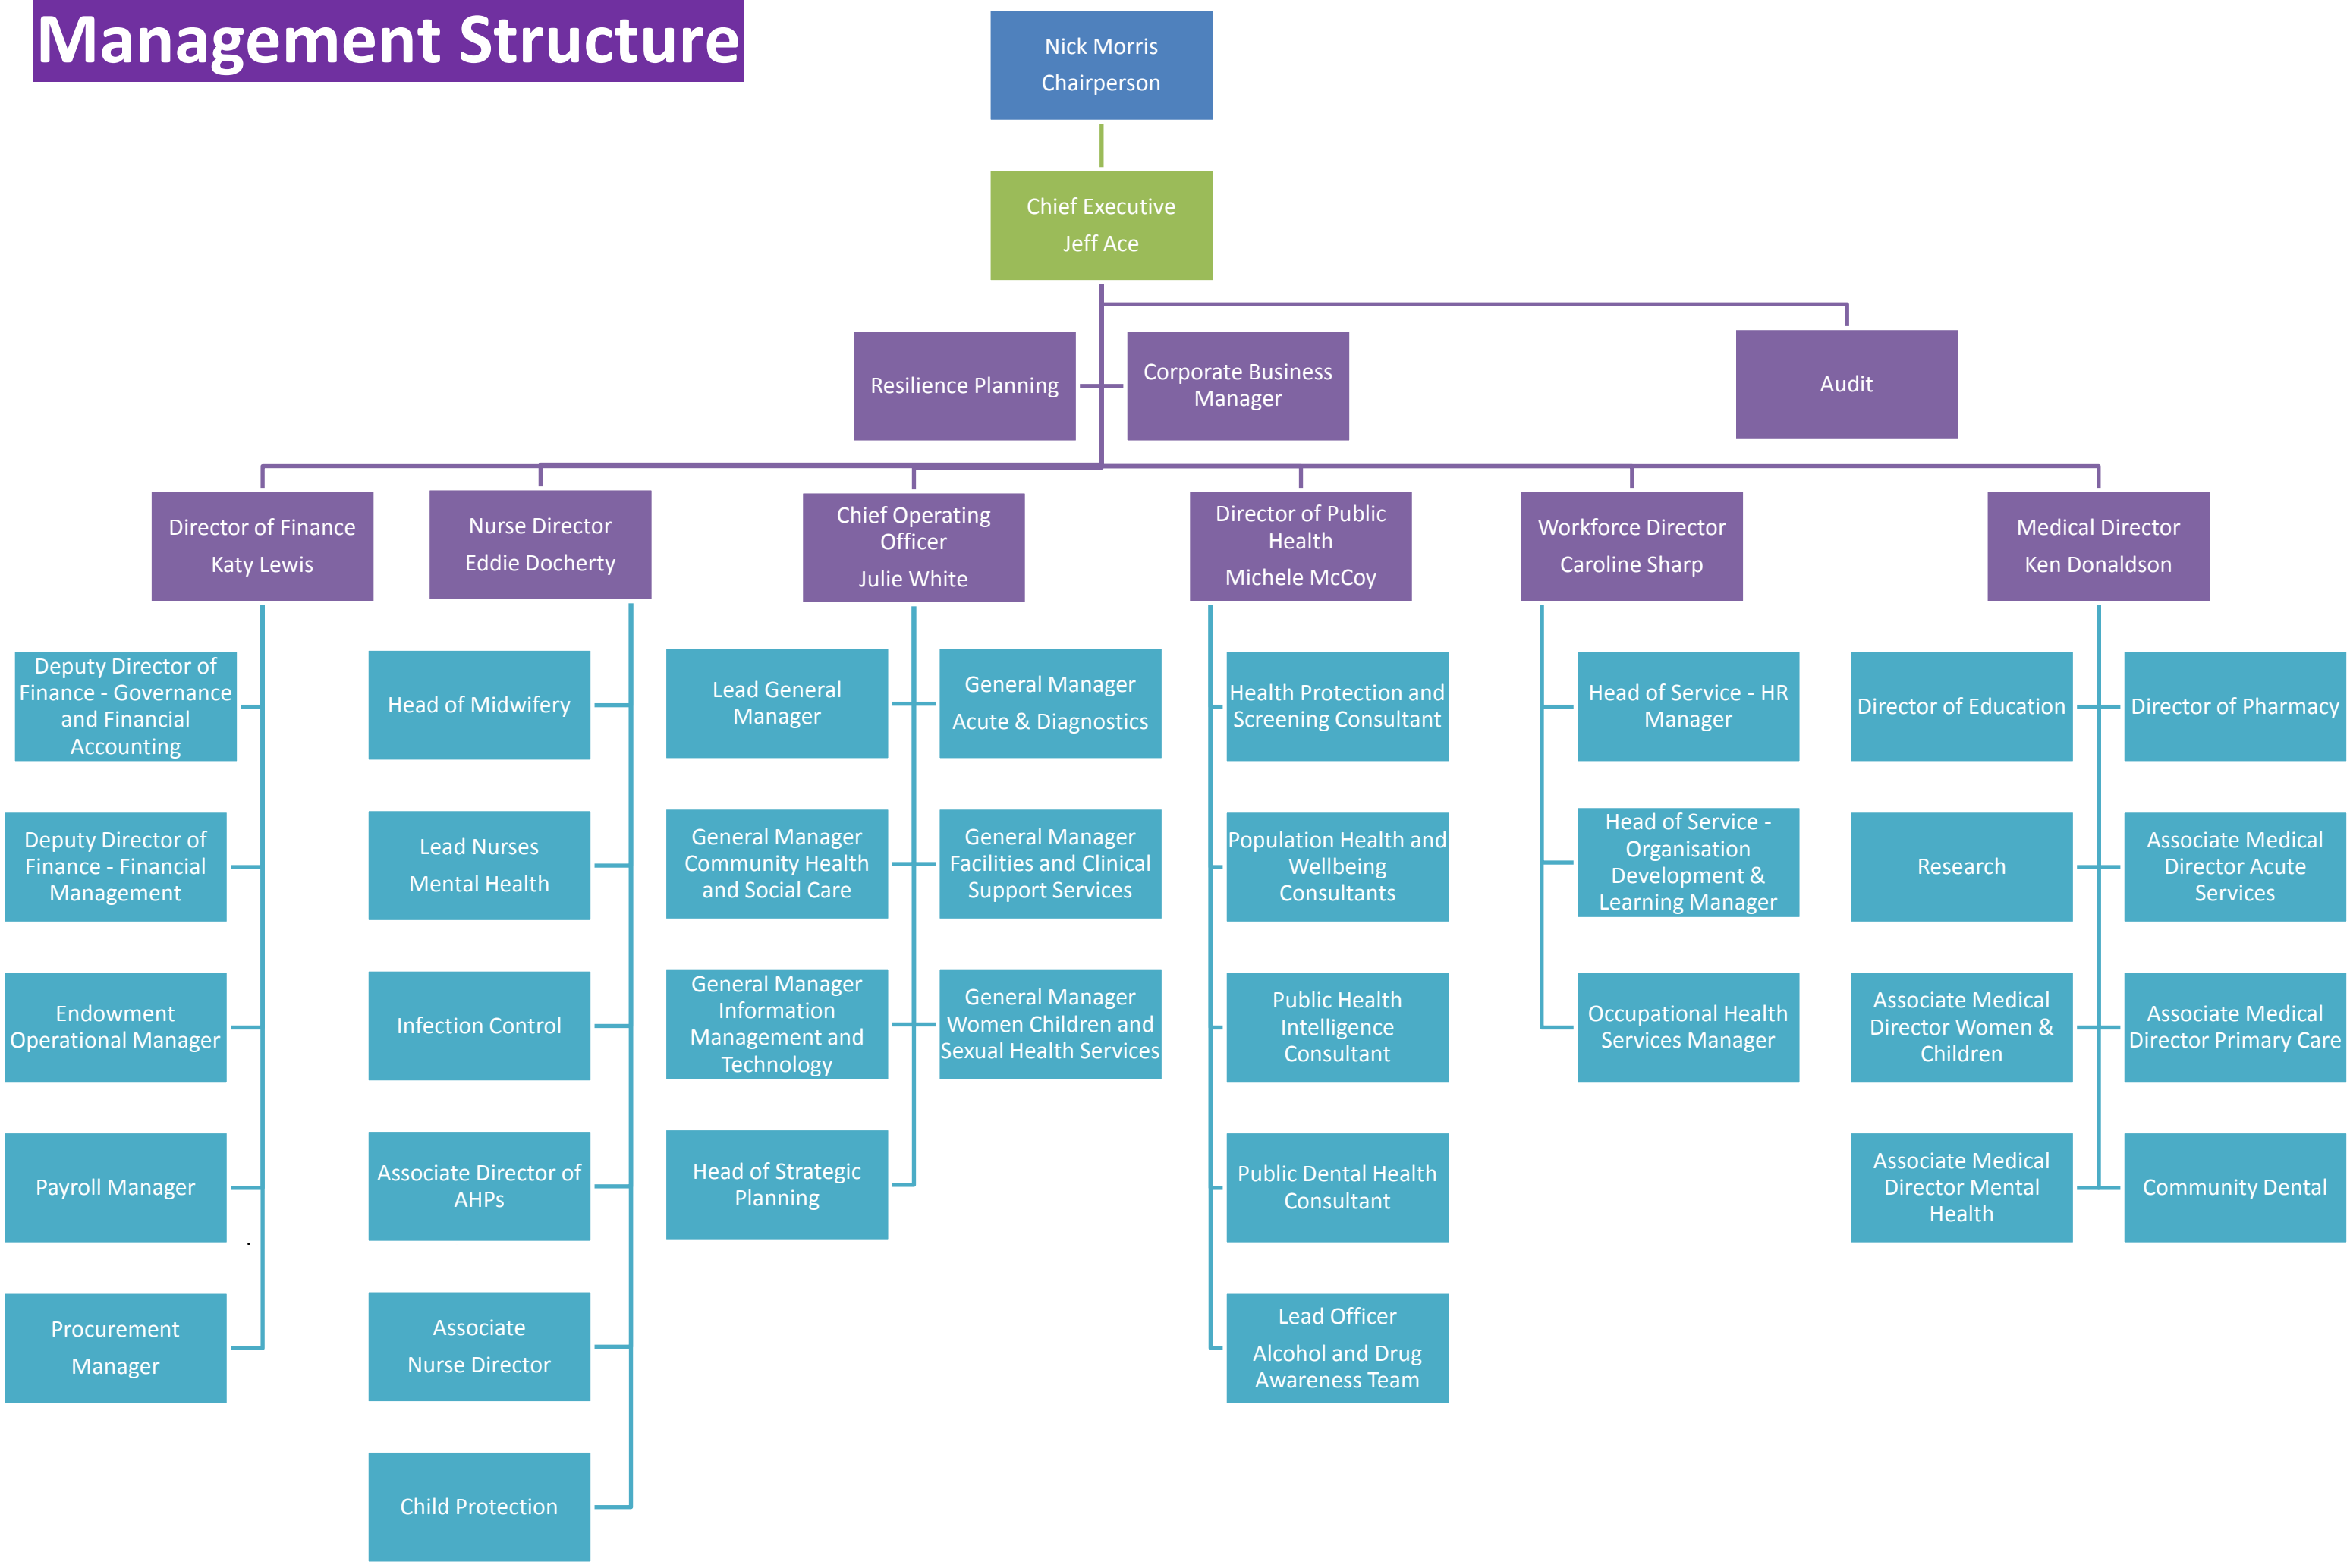 Management Structure
Nick Morris
Chairperson
Chief Executive
Jeff Ace
Resilience Planning
Corporate Business
Manager
Audit
Director of Finance
Katy Lewis
Nurse Director
Eddie Docherty
Chief Operating
Officer
Julie White
Director of Public
Health
Michele McCoy
Workforce Director
Caroline Sharp
Medical Director
Ken Donaldson
Deputy Director of
Finance - Governance
and Financial
Accounting
Deputy Director of
Finance - Financial
Management
Endowment
Operational Manager
Payroll Manager
Procurement
Manager
Head of Midwifery
Lead Nurses
Mental Health
Infection Control
Associate Director of
AHPs
Associate
Nurse Director
Child Protection
Lead General
Manager
General Manager
Acute & Diagnostics
General Manager
Community Health
and Social Care
General Manager
Facilities and Clinical
Support Services
General Manager
Information
Management and
Technology
General Manager
Women Children and
Sexual Health Services
Head of Strategic
Planning
Health Protection and
Screening Consultant
Population Health and
Wellbeing
Consultants
Public Health
Intelligence
Consultant
Public Dental Health
Consultant
Lead Officer
Alcohol and Drug
Awareness Team
Head of Service - HR
Manager
Head of Service -
Organisation
Development &
Learning Manager
Occupational Health
Services Manager
Director of Education
Director of Pharmacy
Research
Associate Medical
Director Acute
Services
Associate Medical
Director Women &
Children
Associate Medical
Director Primary Care
Associate Medical
Director Mental
Health
Community Dental